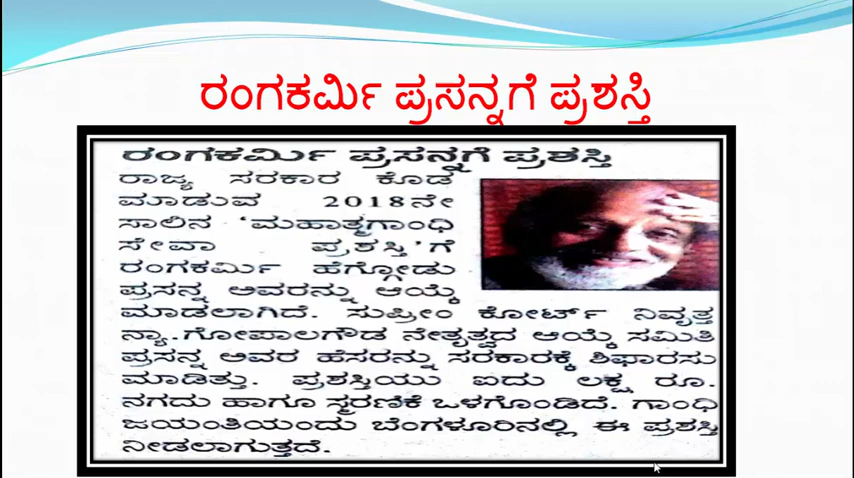 ರಂಗಕರ್ಮಿ ಪ್ರಸನ್ನಗೆ ಪ್ರಶಸ್ತಿ
ರಂಗಕರ್ಮಿ ಪ್ರಸನ್ನಗೆ ಪ್ರಶಸ್ತಿ
ರಾಜ್ಯ ಸರಕಾರ ಕೊಡ
ಮಾಡುವ 2018ನೇ
ಸಾಲಿನ ‘ಮಹಾತ್ಮಗಾಂಧಿ
ಸೇವಾ ಪ್ರಶಸ್ತಿ’ಗೆ
ರಂಗಕರ್ಮಿ ಹೆಗ್ಗೋಡು
ಪ್ರಸನ್ನ ಅವರನ್ನು ಆಯ್ಕೆ
ಮಾಡಲಾಗಿದೆ. ಸುಪ್ರೀಂ ಕೋರ್ಟ್ ನಿವೃತ್ತ
ನ್ಯಾ.ಗೋಪಾಲಗೌಡ ನೇತೃತ್ವದ ಆಯ್ಕೆ ಸಮಿತಿ
ಪ್ರಸನ್ನ ಅವರ ಹೆಸರನ್ನು ಸರಕಾರಕ್ಕೆ ಶಿಫಾರಸು
ಮಾಡಿತ್ತು. ಪ್ರಶಸ್ತಿಯು ಐದು ಲಕ್ಷ ರೂ.
ನಗದು ಹಾಗೂ ಸ್ಮರಣಿಕೆ ಒಳಗೊಂಡಿದೆ. ಗಾಂಧಿ
ಜಯಂತಿಯಂದು ಬೆಂಗಳೂರಿನಲ್ಲಿ ಈ ಪ್ರಶಸ್ತಿ
ನೀಡಲಾಗುತ್ತದೆ.